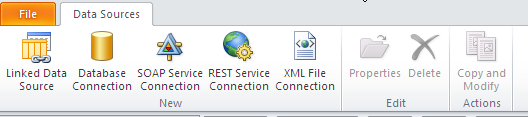 File Data Sources
Linked Data Source
Database Connection
SOAP Service Connection
REST Service Connection
XML File Connection
Properties
Delete
Copy and Modify
New
Edit
Actions